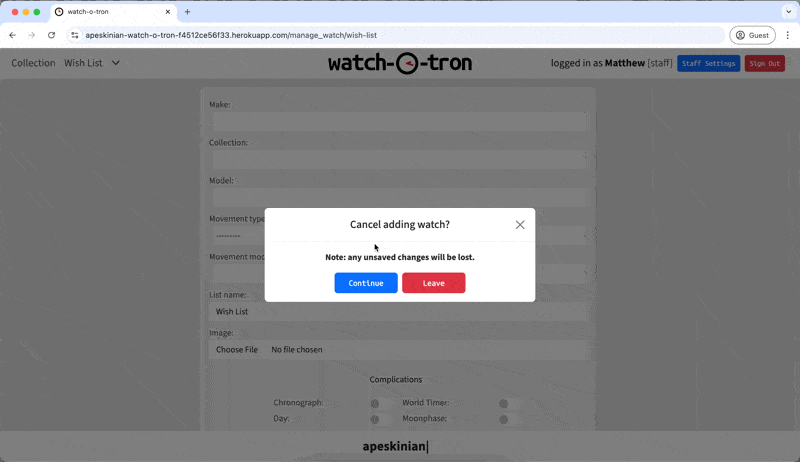 watch-o-tron
apeskinian-watch-o-tron-f4512ce56f33.herokuapp.com/manage_watch/wish-list
Guest
Collection Wish List
watch-o-tron
logged in as Matthew [staff] Staff Settings Sign Out
Make:
Collection:
Model:
Movement type
---------
Movement mod
Cancel adding watch?
Note: any unsaved changes will be lost.
Continue Leave
List name:
Wish List
Image:
Choose File No file chosen
Complications
Chronograph: World Timer:
Day: Moonphase:
apeskinian|